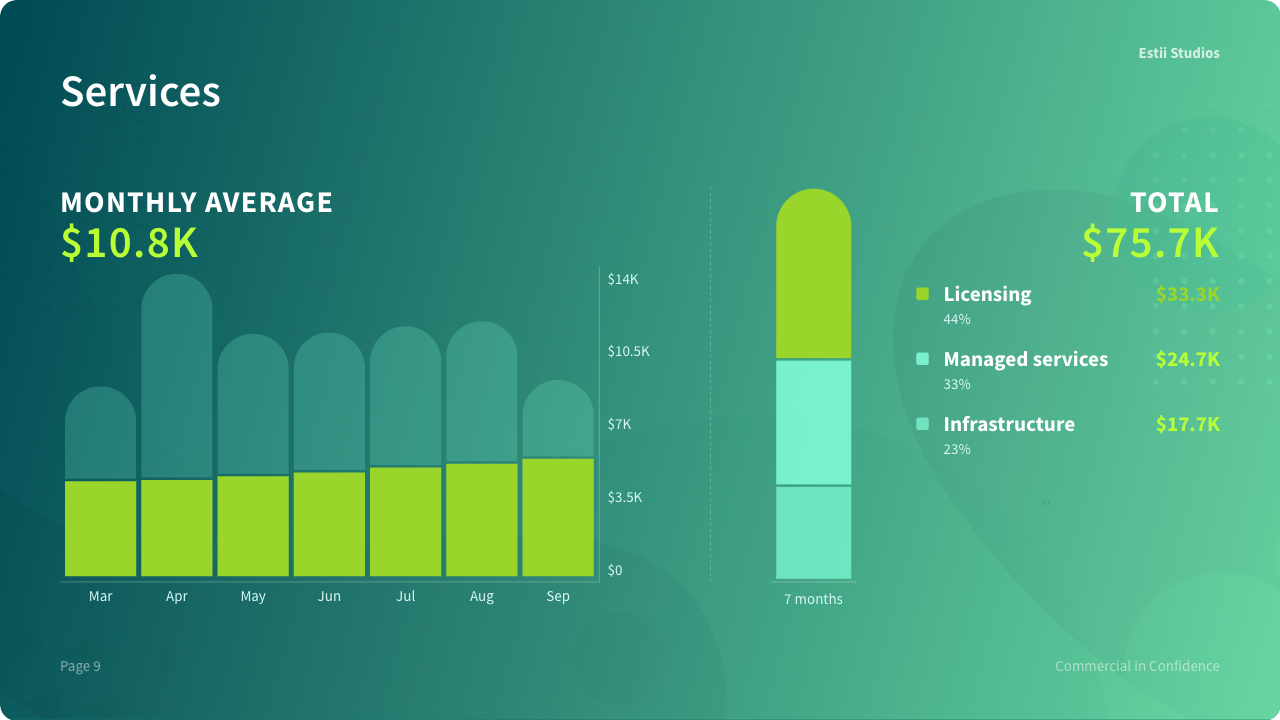 Estii Studios
Services
MONTHLY AVERAGE
$10.8K
$14K
$10.5K
$7K
$3.5K
$0
Mar Apr May Jun Jul Aug Sep
7 months
TOTAL
$75.7K
Licensing $33.3K
44%
Managed services $24.7K
33%
Infrastructure $17.7K
23%
Page 9
Commercial in Confidence